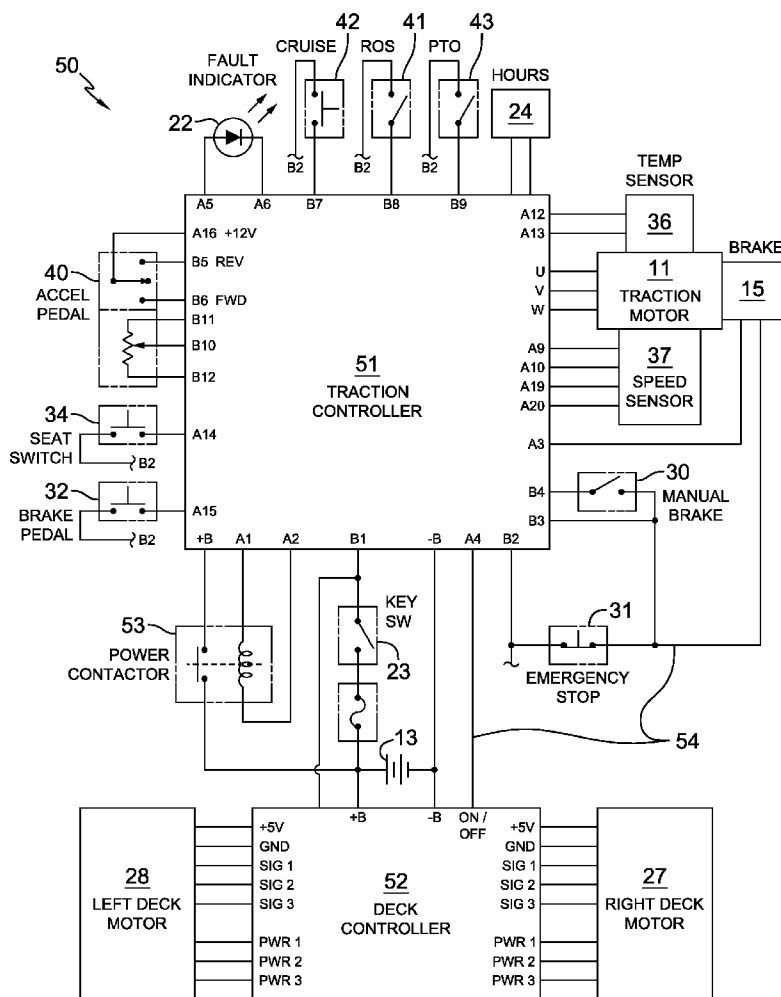 50
42
41
43
CRUISE
ROS
PTO
FAULT
INDICATOR
HOURS
22
24
B2
B2
B2
TEMP
SENSOR
A5
A6
B7
B8
B9
36
A16 +12V
A12
A13
BRAKE
40
ACCEL
PEDAL
B5 REV
B6 FWD
B11
B10
B12
U
V
W
11
TRACTION
MOTOR
15
51
TRACTION
CONTROLLER
A9
A10
A19
A20
37
SPEED
SENSOR
34
SEAT
SWITCH
A14
B2
A3
30
MANUAL
BRAKE
B4
B3
32
BRAKE
PEDAL
A15
B2
+B
A1
A2
B1
-B
A4
B2
53
POWER
CONTACTOR
KEY
SW
23
31
EMERGENCY
STOP
13
54
+B
-B
ON /
OFF
28
LEFT DECK
MOTOR
+5V
GND
SIG 1
SIG 2
SIG 3
PWR 1
PWR 2
PWR 3
52
DECK
CONTROLLER
+5V
GND
SIG 1
SIG 2
SIG 3
PWR 1
PWR 2
PWR 3
27
RIGHT DECK
MOTOR